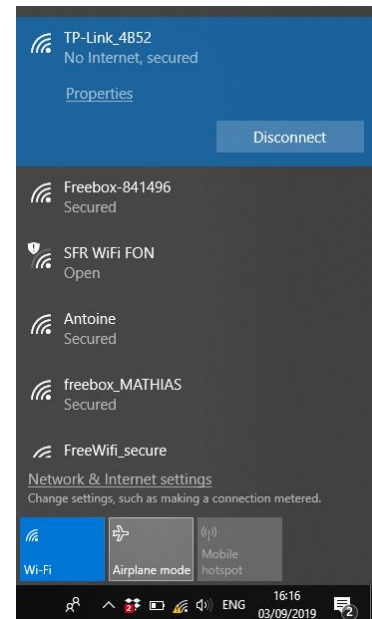 TP-Link_4B52
No Internet, secured
Properties
Disconnect
Freebox-841496
Secured
SFR WiFi FON
Open
Antoine
Secured
freebox_MATHIAS
Secured
FreeWifi_secure
Network & Internet settings
Change settings, such as making a connection metered.
Wi-Fi
Airplane mode
Mobile
hotspot
ENG
16:16
03/09/2019
2